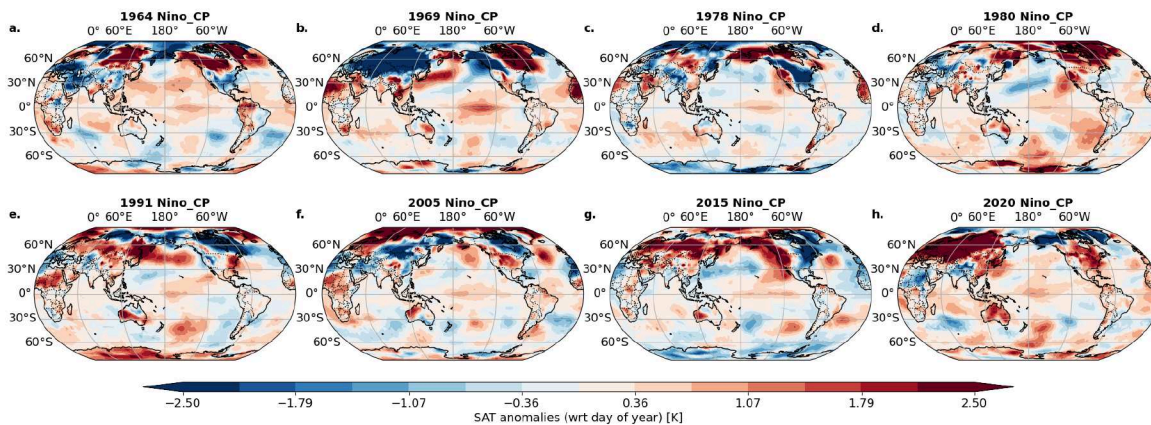 1964 Nino_CP
1969 Nino_CP
1978 Nino_CP
1980 Nino_CP
a.
0° 60°E 180° 60°W
b.
0° 60°E 180° 60°W
c.
0° 60°E 180° 60°W
d.
0° 60°E 180° 60°W
60°N
60°N
60°N
60°N
30°N
30°N
30°N
30°N
0°
0°
0°
0°
30°S
30°S
30°S
30°S
60°S
60°S
60°S
60°S
1991 Nino_CP
2005 Nino_CP
2015 Nino_CP
2020 Nino_CP
e.
0° 60°E 180° 60°W
f.
0° 60°E 180° 60°W
g.
0° 60°E 180° 60°W
h.
0° 60°E 180° 60°W
60°N
60°N
60°N
60°N
30°N
30°N
30°N
30°N
0°
0°
0°
0°
30°S
30°S
30°S
30°S
60°S
60°S
60°S
60°S
−2.50 −1.79 −1.07 −0.36 0.36 1.07 1.79 2.50
SAT anomalies (wrt day of year) [K]